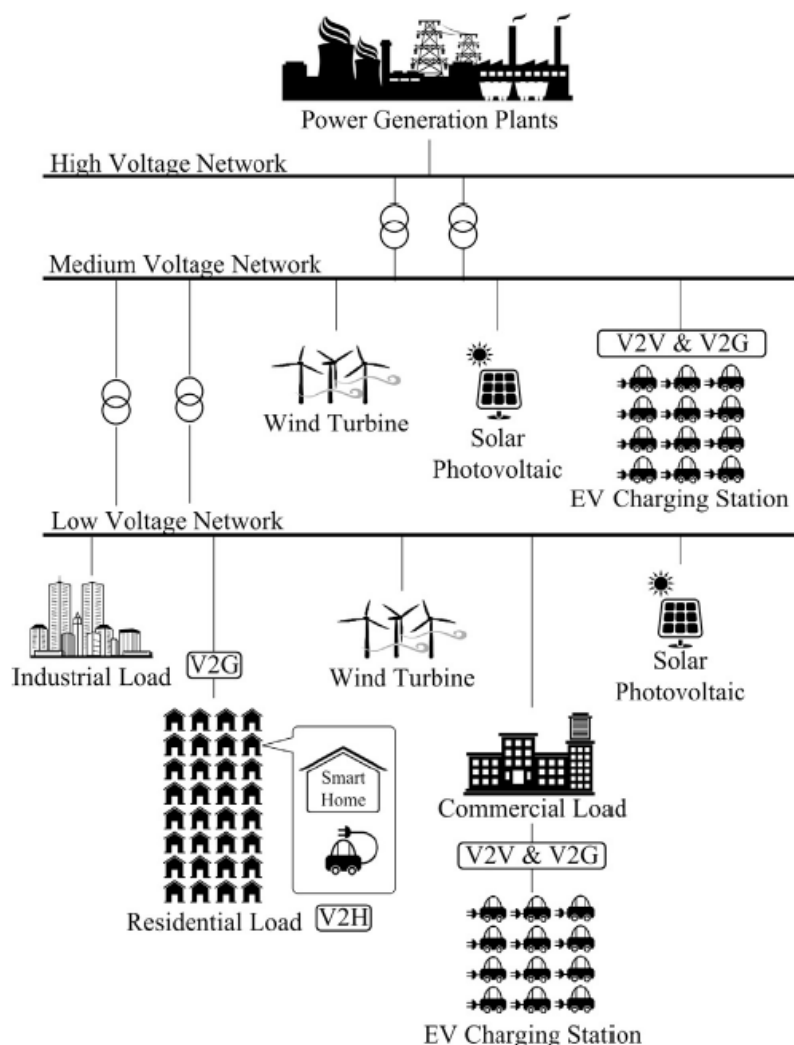 Power Generation Plants
High Voltage Network
Medium Voltage Network
V2V & V2G
Wind Turbine
Solar
Photovoltaic
EV Charging Station
Low Voltage Network
Industrial Load
V2G
Wind Turbine
Solar
Photovoltaic
Smart
Home
Commercial Load
V2V & V2G
Residential Load
V2H
EV Charging Station